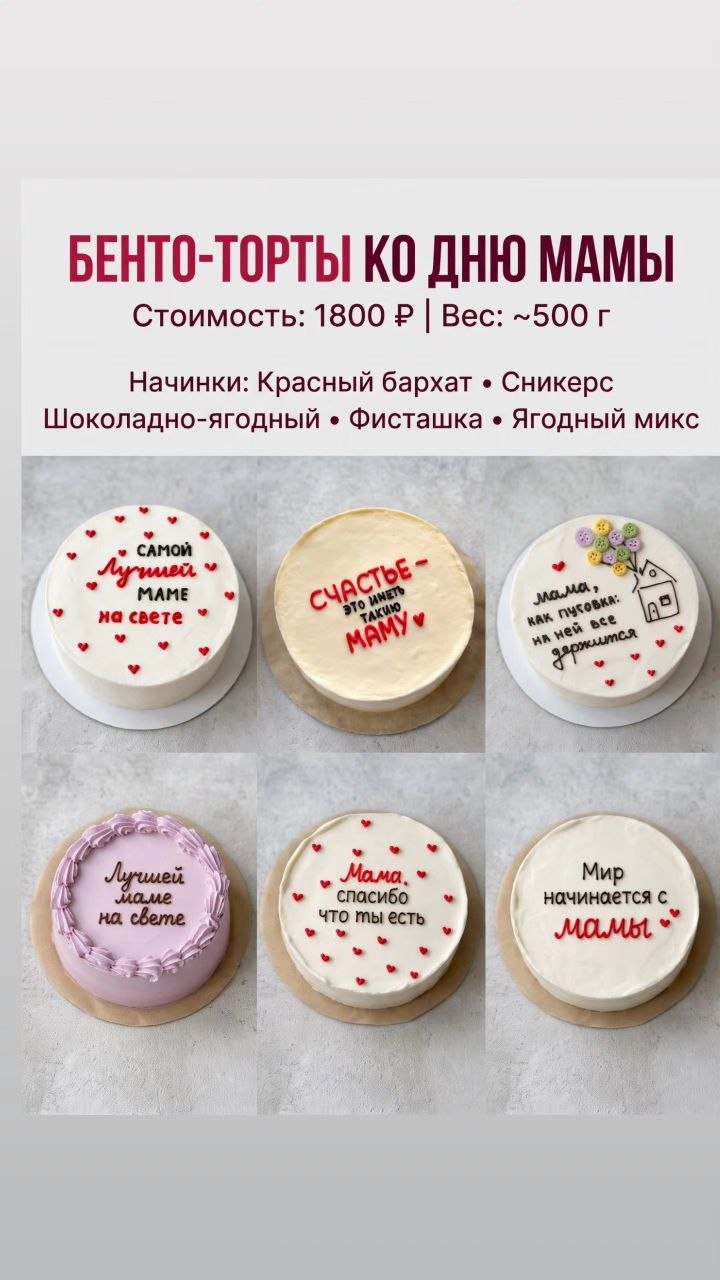 БЕНТО-ТОРТЫ КО ДНЮ МАМЫ
Стоимость: 1800 ₽ | Вес: ~500 г
Начинки: Красный бархат • Сникерс
Шоколадно-ягодный • Фисташка • Ягодный микс
САМОЙ
Лучшей
МАМЕ
на свете
СЧАСТЬЕ –
ЭТО ИМЕТЬ
ТАКУЮ
МАМУ
мама,
как пуговка:
на ней все
держится
Лучшей
маме
на свете
Мама,
спасибо
что ты есть
Мир
начинается с
мамы